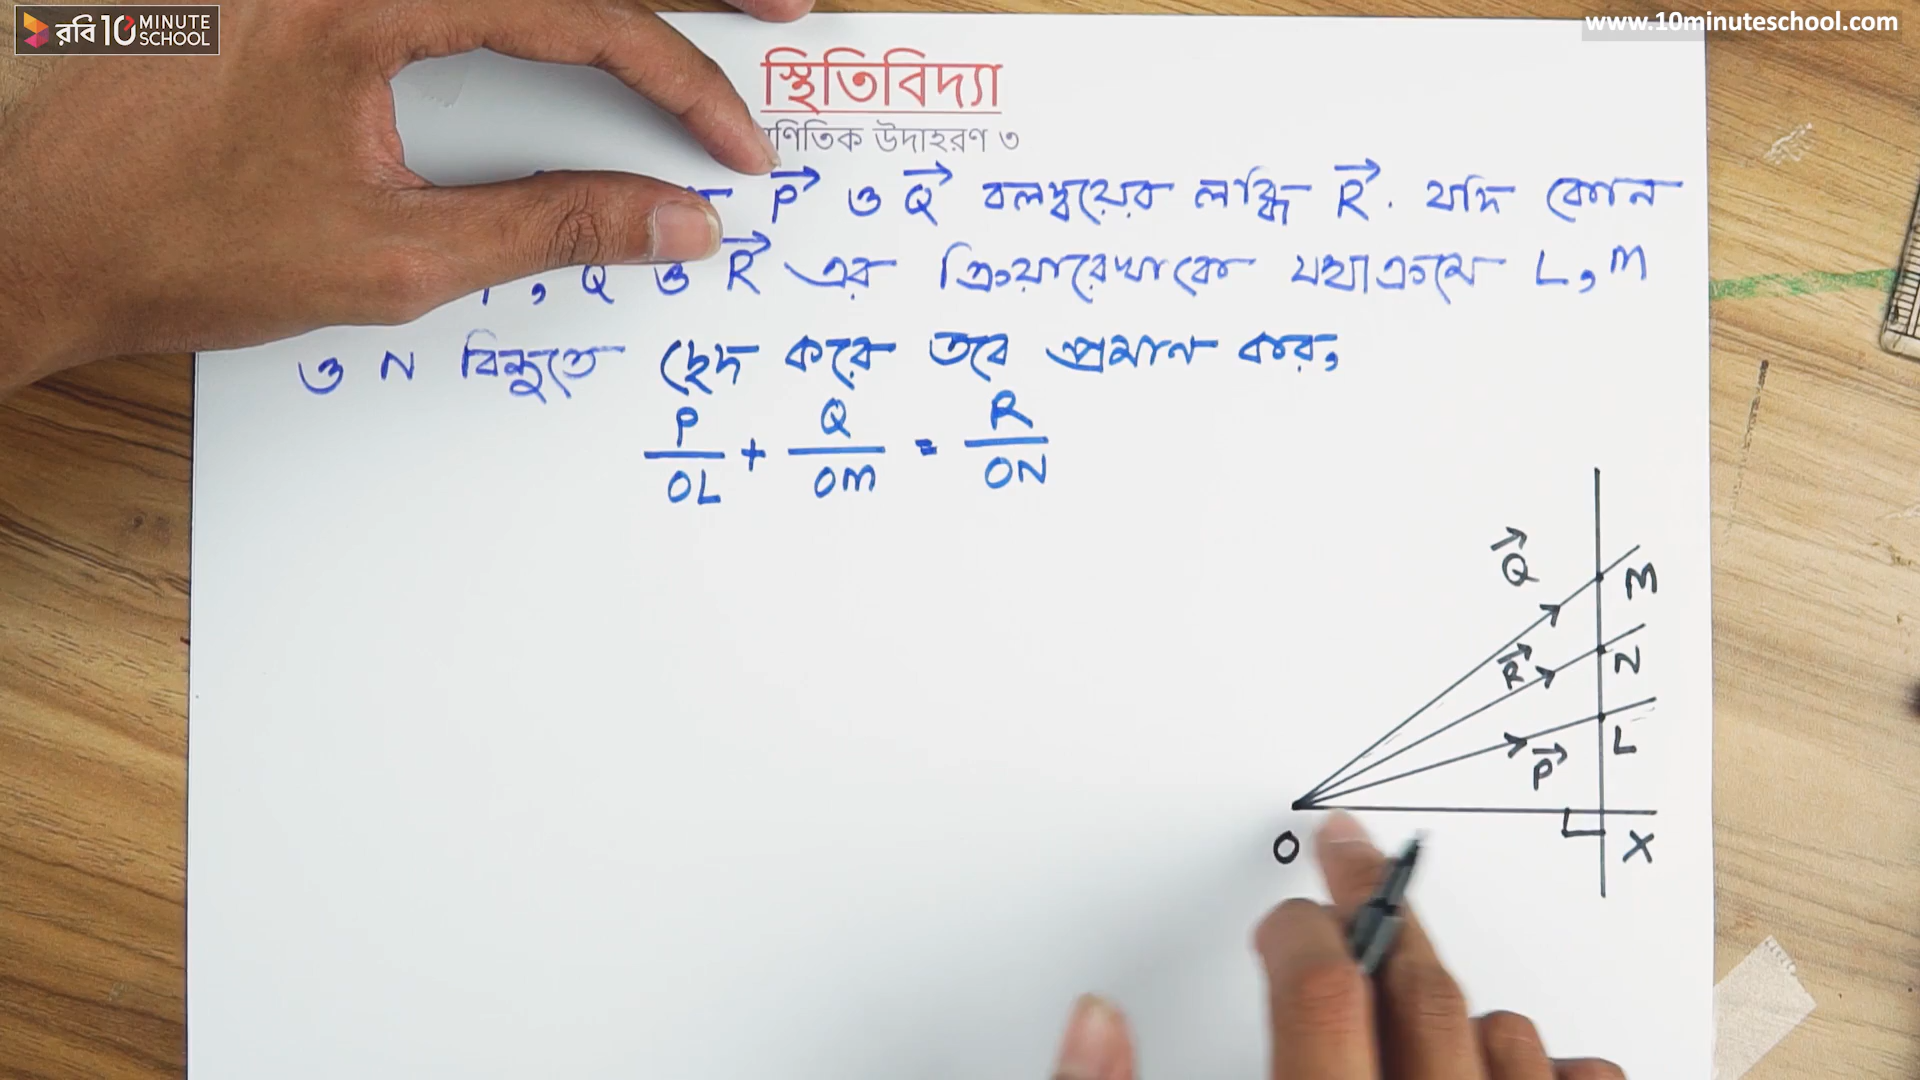 রবি 10 MINUTE SCHOOL
www.10minuteschool.com
স্থিতিবিদ্যা
গণিতিক উদাহরণ ৩
P ও Q বলদ্বয়ের লব্ধি R. যদি কোন
, Q ও R এর ক্রিয়ারেখাকে যথাক্রমে L, M
ও N বিন্দুতে ছেদ করে তবে প্রমান কর,
P/OL + Q/OM = R/ON
Q
M
R
N
L
P
O
X